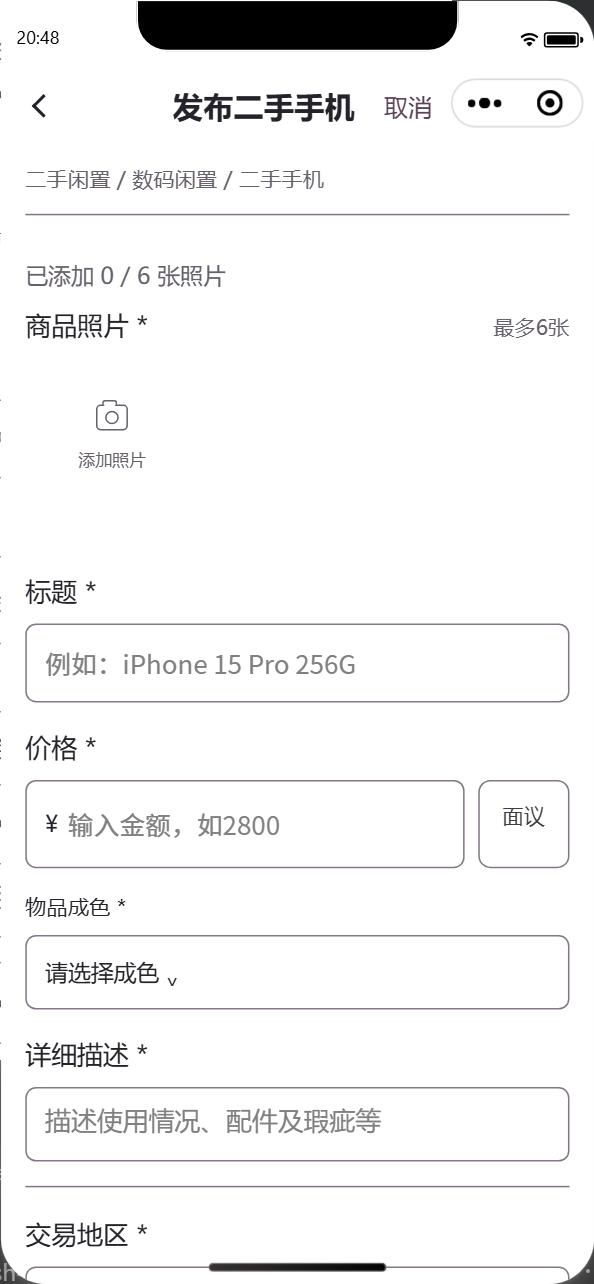 20:48
发布二手手机 取消
二手闲置 / 数码闲置 / 二手手机
已添加 0 / 6 张照片
商品照片 * 最多6张
添加照片
标题 *
例如：iPhone 15 Pro 256G
价格 *
¥ 输入金额，如2800 面议
物品成色 *
请选择成色 ˅
详细描述 *
描述使用情况、配件及瑕疵等
交易地区 *